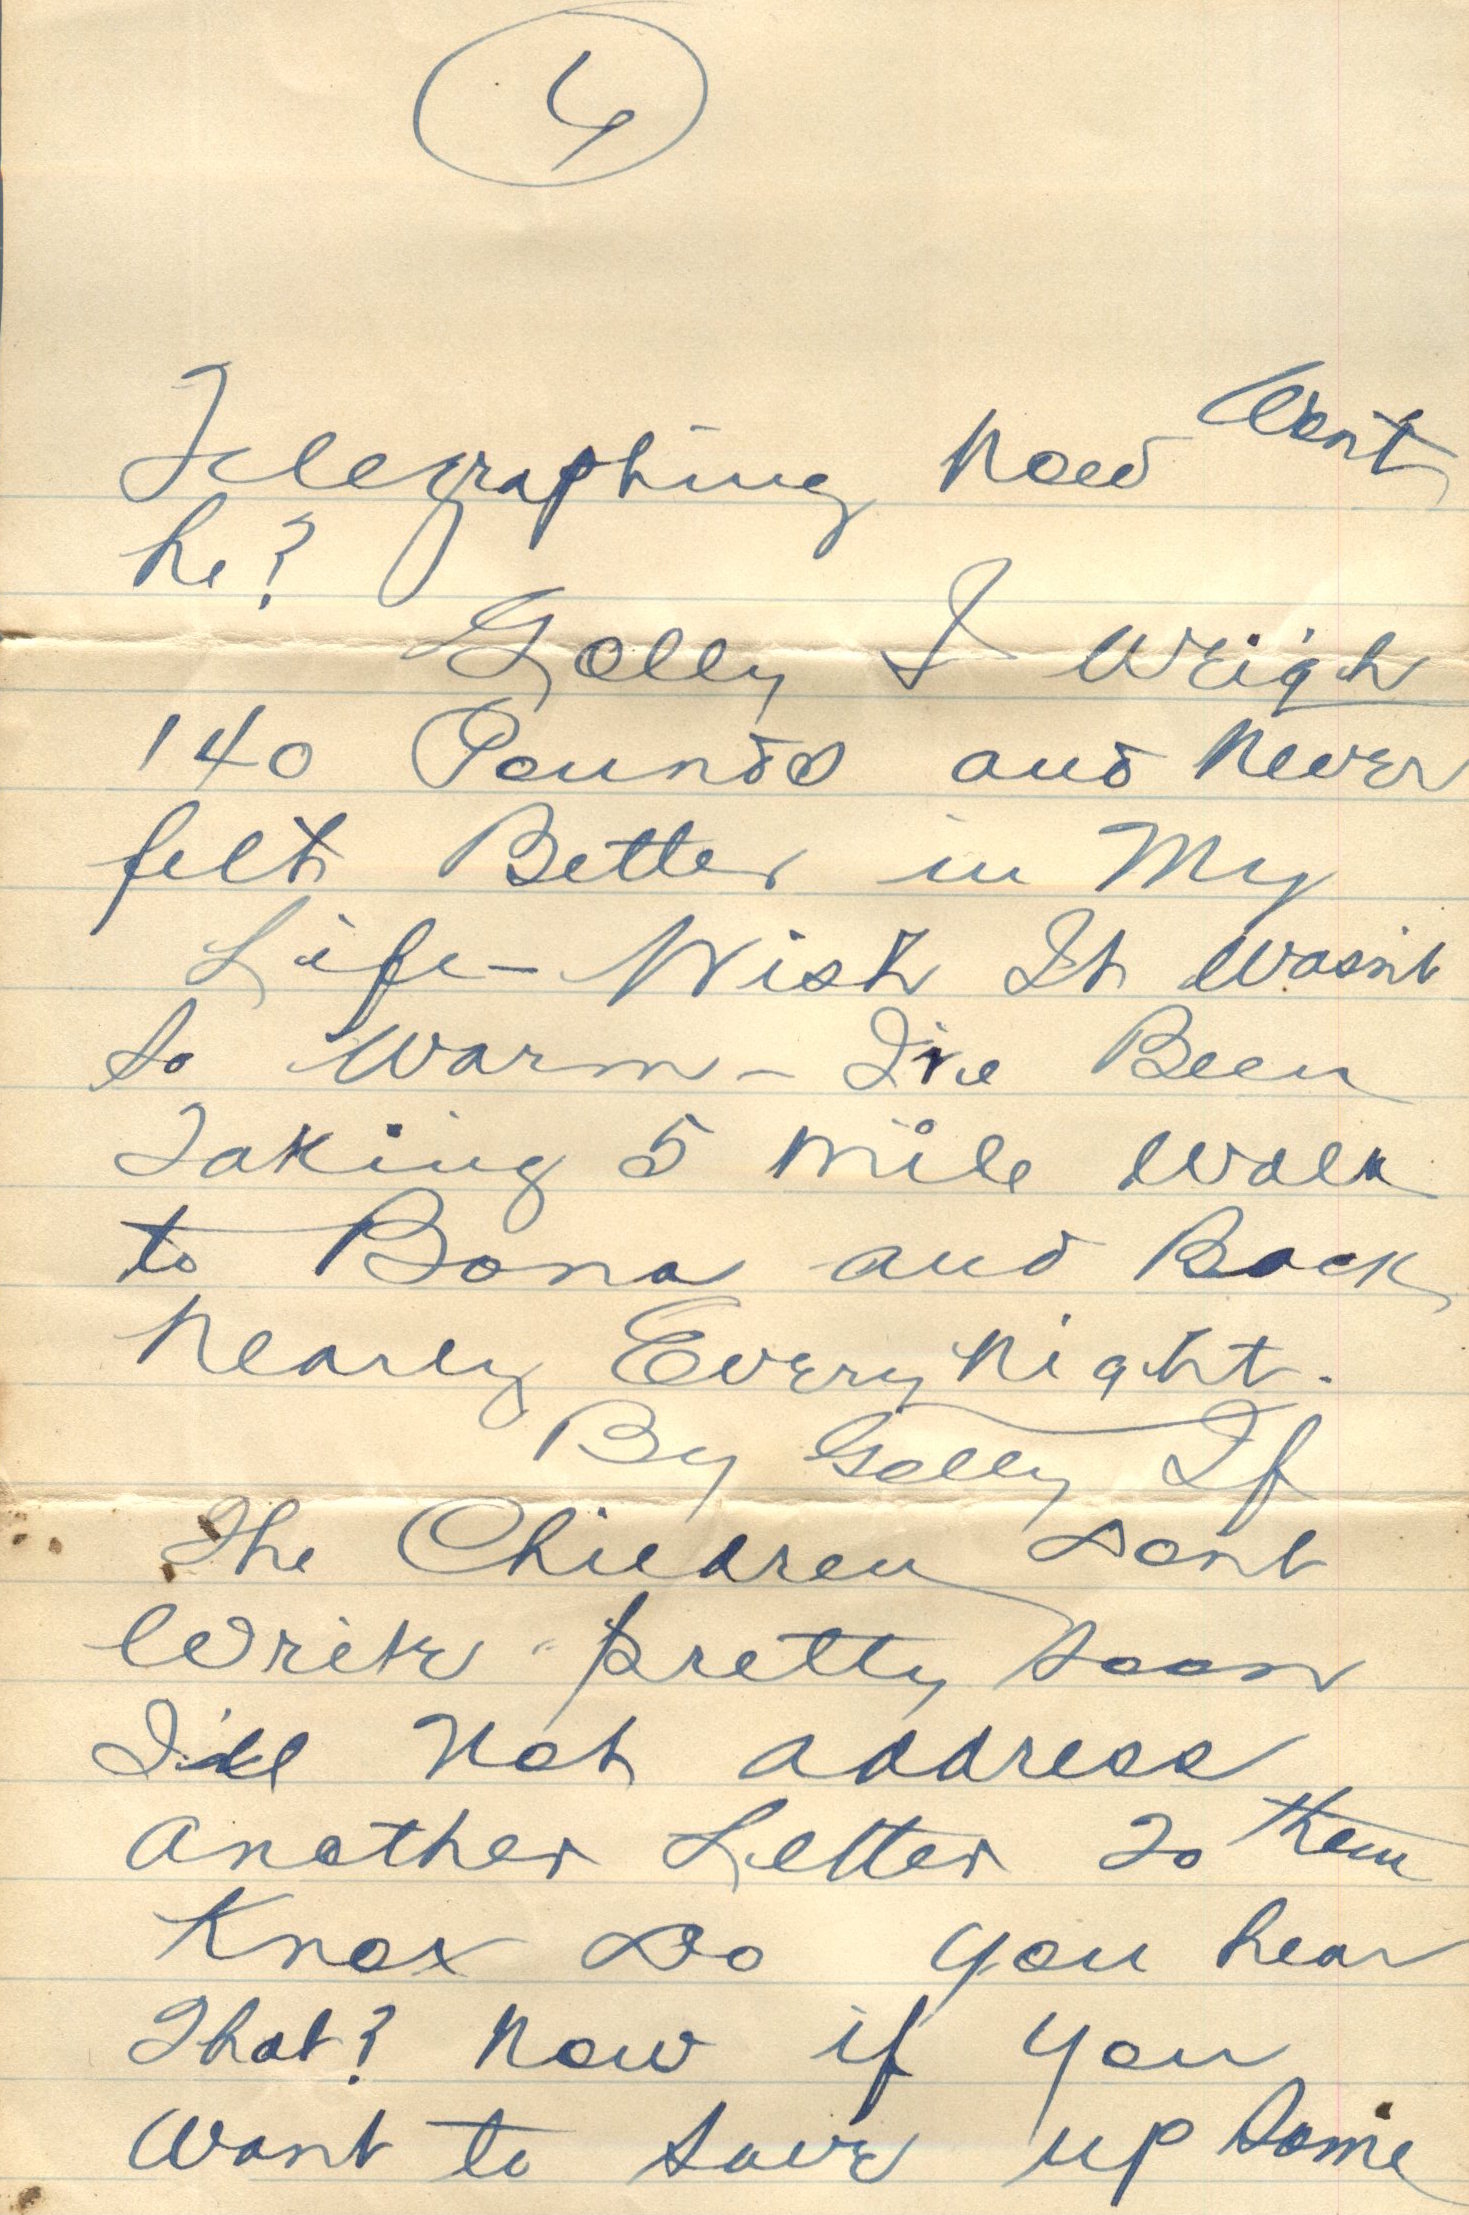 4
Telegraphing Now Wont
he?
Golly I Weigh
140 Pounds and Never
felt Better in My
Life - Wish It Wasn't
So Warm - I've Been
Taking 5 mile Walk
to Bona and Back
Nearly Every Night.
By Golly If
The Children Dont
Write pretty Soon
I'll Not address
another Letter To them
Knox Do you hear
That? Now if you
Want to Save up Some